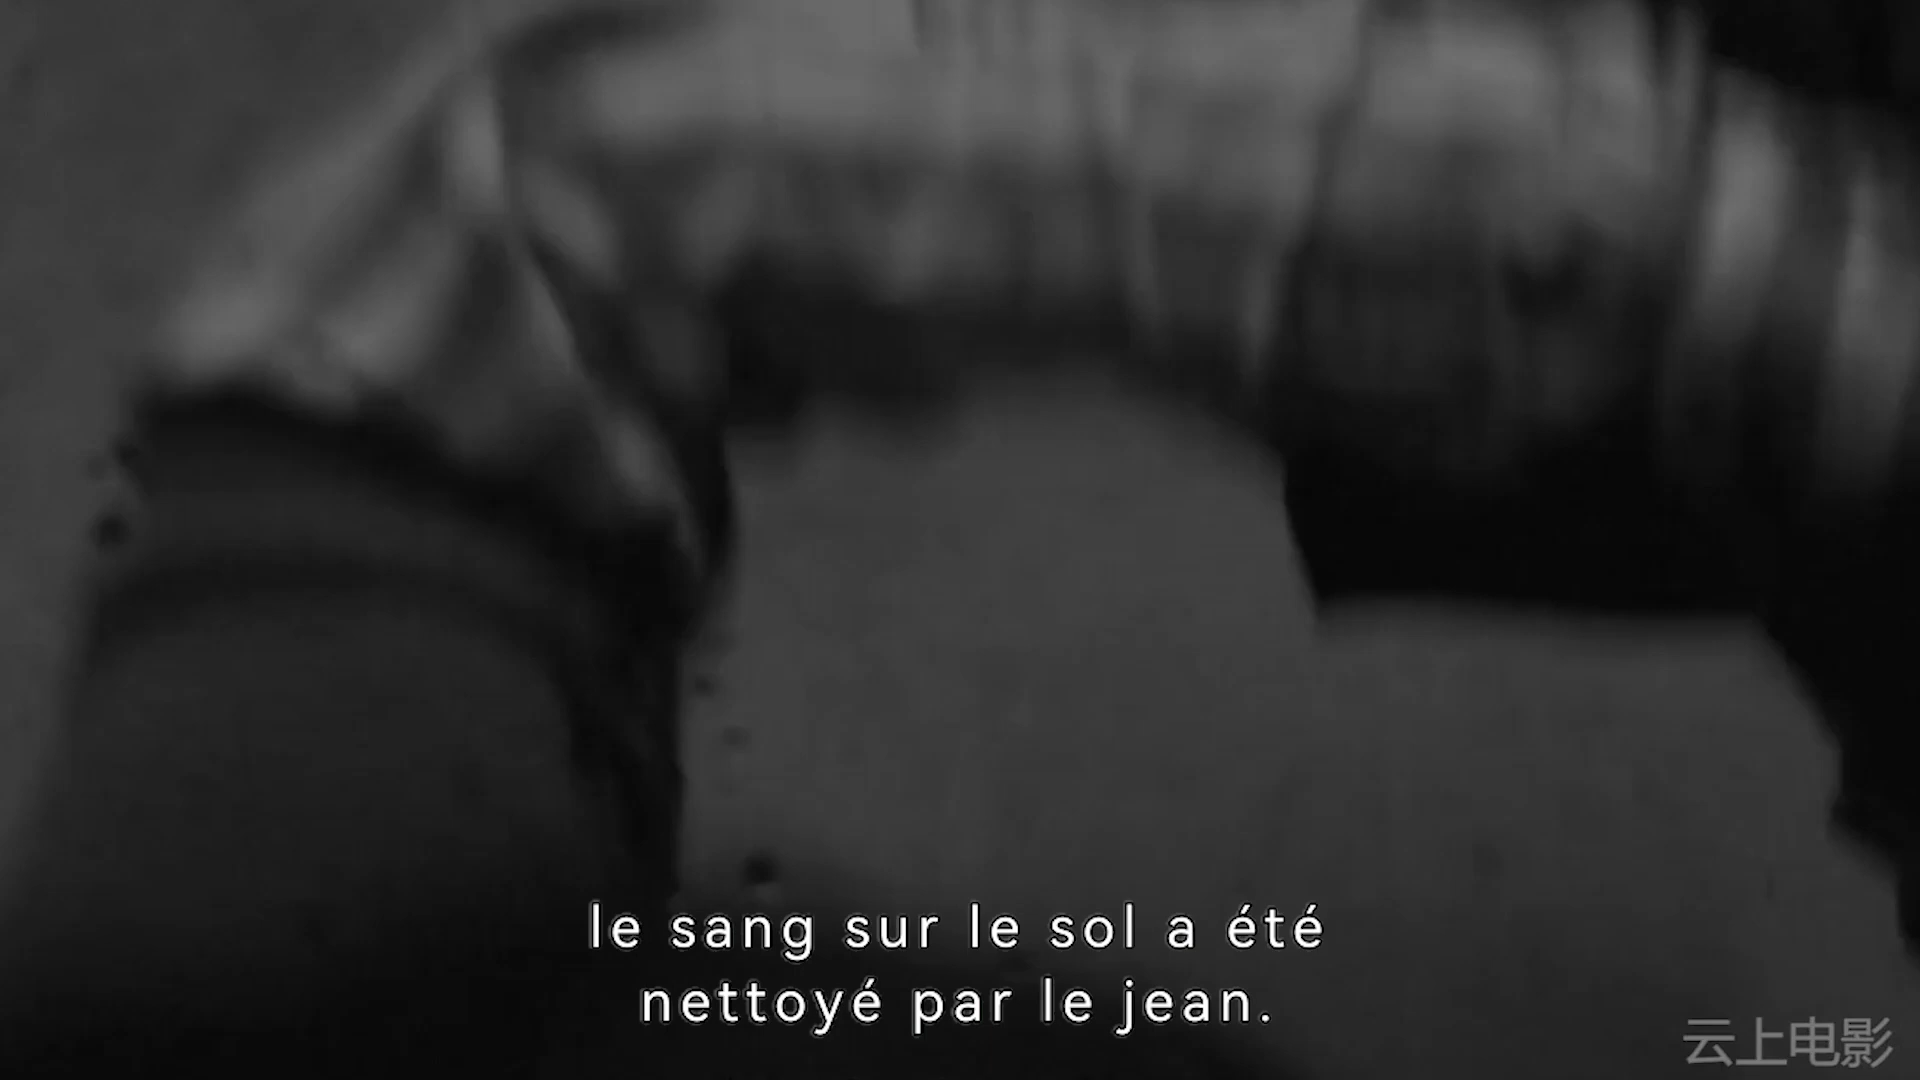 le sang sur le sol a été
nettoyé par le jean.
云上电影